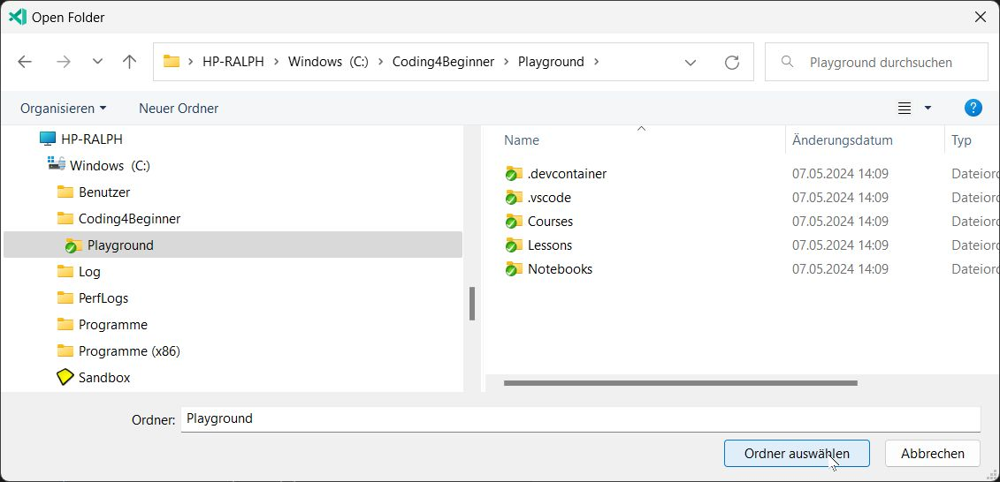 Open Folder
HP-RALPH > Windows (C:) > Coding4Beginner > Playground >
Playground durchsuchen
Organisieren Neuer Ordner
?
HP-RALPH
Windows (C:)
Benutzer
Coding4Beginner
Playground
Log
PerfLogs
Programme
Programme (x86)
Sandbox
Name Änderungsdatum Typ
.devcontainer 07.05.2024 14:09 Dateiord
.vscode 07.05.2024 14:09 Dateiord
Courses 07.05.2024 14:09 Dateiord
Lessons 07.05.2024 14:09 Dateiord
Notebooks 07.05.2024 14:09 Dateiord
Ordner: Playground
Ordner auswählen Abbrechen